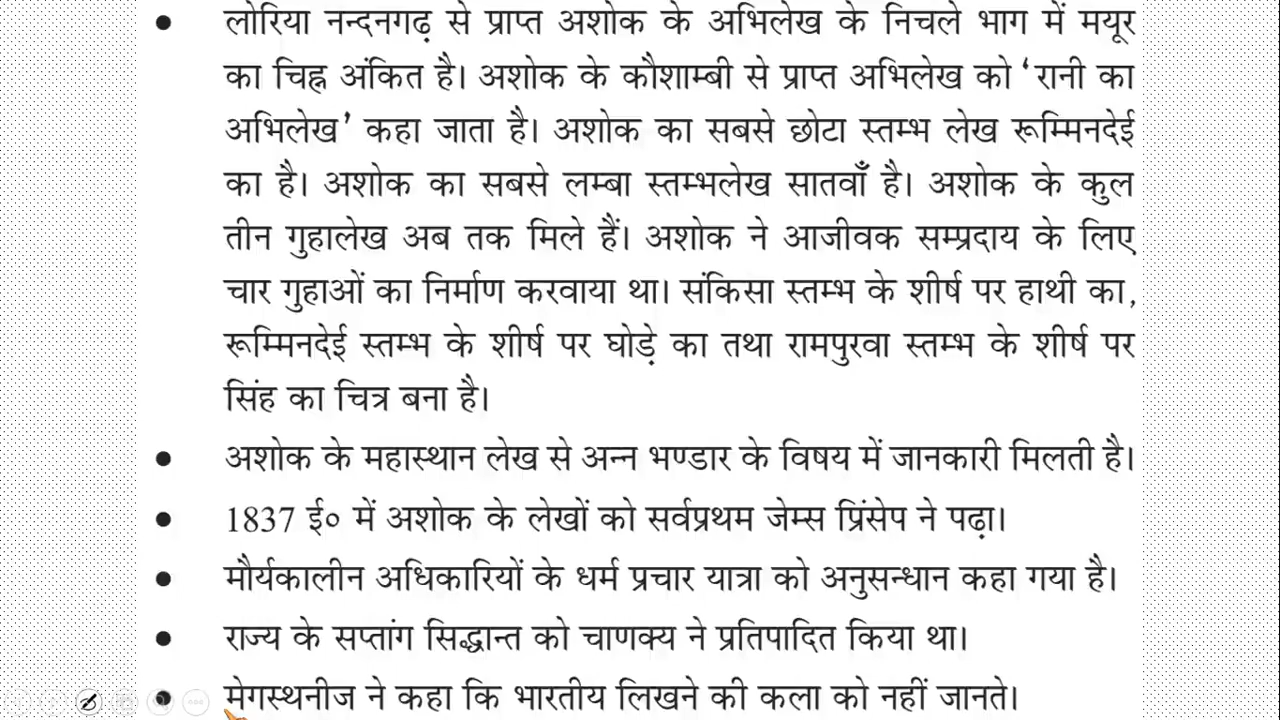 • लोरिया नन्दनगढ़ से प्राप्त अशोक के अभिलेख के निचले भाग में मयूर
का चिह्न अंकित है। अशोक के कौशाम्बी से प्राप्त अभिलेख को ‘रानी का
अभिलेख’ कहा जाता है। अशोक का सबसे छोटा स्तम्भ लेख रूम्मिनदेई
का है। अशोक का सबसे लम्बा स्तम्भलेख सातवाँ है। अशोक के कुल
तीन गुहालेख अब तक मिले हैं। अशोक ने आजीवक सम्प्रदाय के लिए
चार गुहाओं का निर्माण करवाया था। संकिसा स्तम्भ के शीर्ष पर हाथी का,
रूम्मिनदेई स्तम्भ के शीर्ष पर घोड़े का तथा रामपुरवा स्तम्भ के शीर्ष पर
सिंह का चित्र बना है।
• अशोक के महास्थान लेख से अन्न भण्डार के विषय में जानकारी मिलती है।
• 1837 ई० में अशोक के लेखों को सर्वप्रथम जेम्स प्रिंसेप ने पढ़ा।
• मौर्यकालीन अधिकारियों के धर्म प्रचार यात्रा को अनुसन्धान कहा गया है।
• राज्य के सप्तांग सिद्धान्त को चाणक्य ने प्रतिपादित किया था।
• मेगस्थनीज ने कहा कि भारतीय लिखने की कला को नहीं जानते।